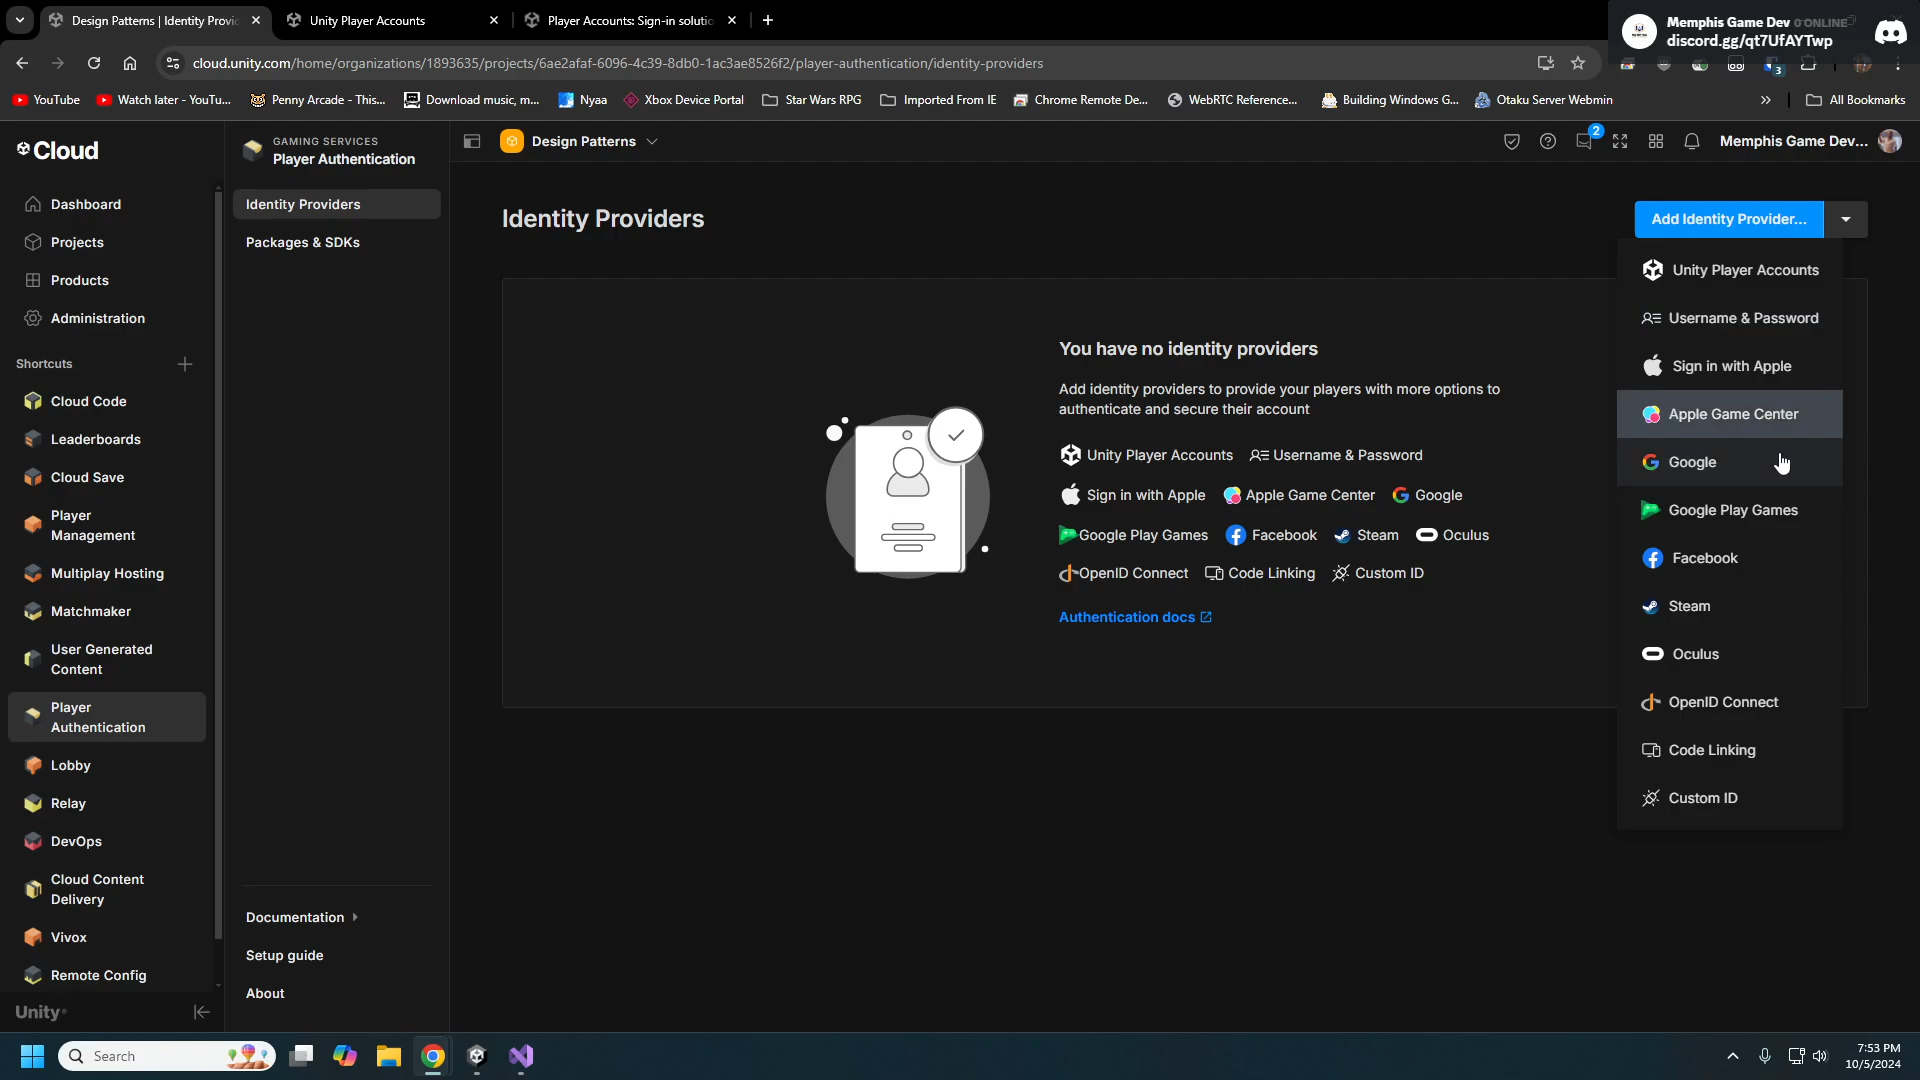 Design Patterns | Identity Provi
Unity Player Accounts
Player Accounts: Sign-in solutio
Memphis Game Dev 0 ONLINE
discord.gg/qt7UfAYTwp
cloud.unity.com/home/organizations/1893635/projects/6ae2afaf-6096-4c39-8db0-1ac3ae8526f2/player-authentication/identity-providers
3
YouTube
Watch later - YouTu...
Penny Arcade - This...
Download music, m...
Nyaa
Xbox Device Portal
Star Wars RPG
Imported From IE
Chrome Remote De...
WebRTC Reference...
Building Windows G...
Otaku Server Webmin
All Bookmarks
Cloud
GAMING SERVICES
Player Authentication
Design Patterns
2
Memphis Game Dev...
Dashboard
Projects
Products
Administration
Shortcuts
Cloud Code
Leaderboards
Cloud Save
Player
Management
Multiplay Hosting
Matchmaker
User Generated
Content
Player
Authentication
Lobby
Relay
DevOps
Cloud Content
Delivery
Vivox
Remote Config
Unity
Identity Providers
Packages & SDKs
Documentation
Setup guide
About
Identity Providers
Add Identity Provider...
You have no identity providers
Add identity providers to provide your players with more options to
authenticate and secure their account
Unity Player Accounts
Username & Password
Sign in with Apple
Apple Game Center
Google
Google Play Games
Facebook
Steam
Oculus
OpenID Connect
Code Linking
Custom ID
Authentication docs
Unity Player Accounts
Username & Password
Sign in with Apple
Apple Game Center
Google
Google Play Games
Facebook
Steam
Oculus
OpenID Connect
Code Linking
Custom ID
Search
7:53 PM
10/5/2024